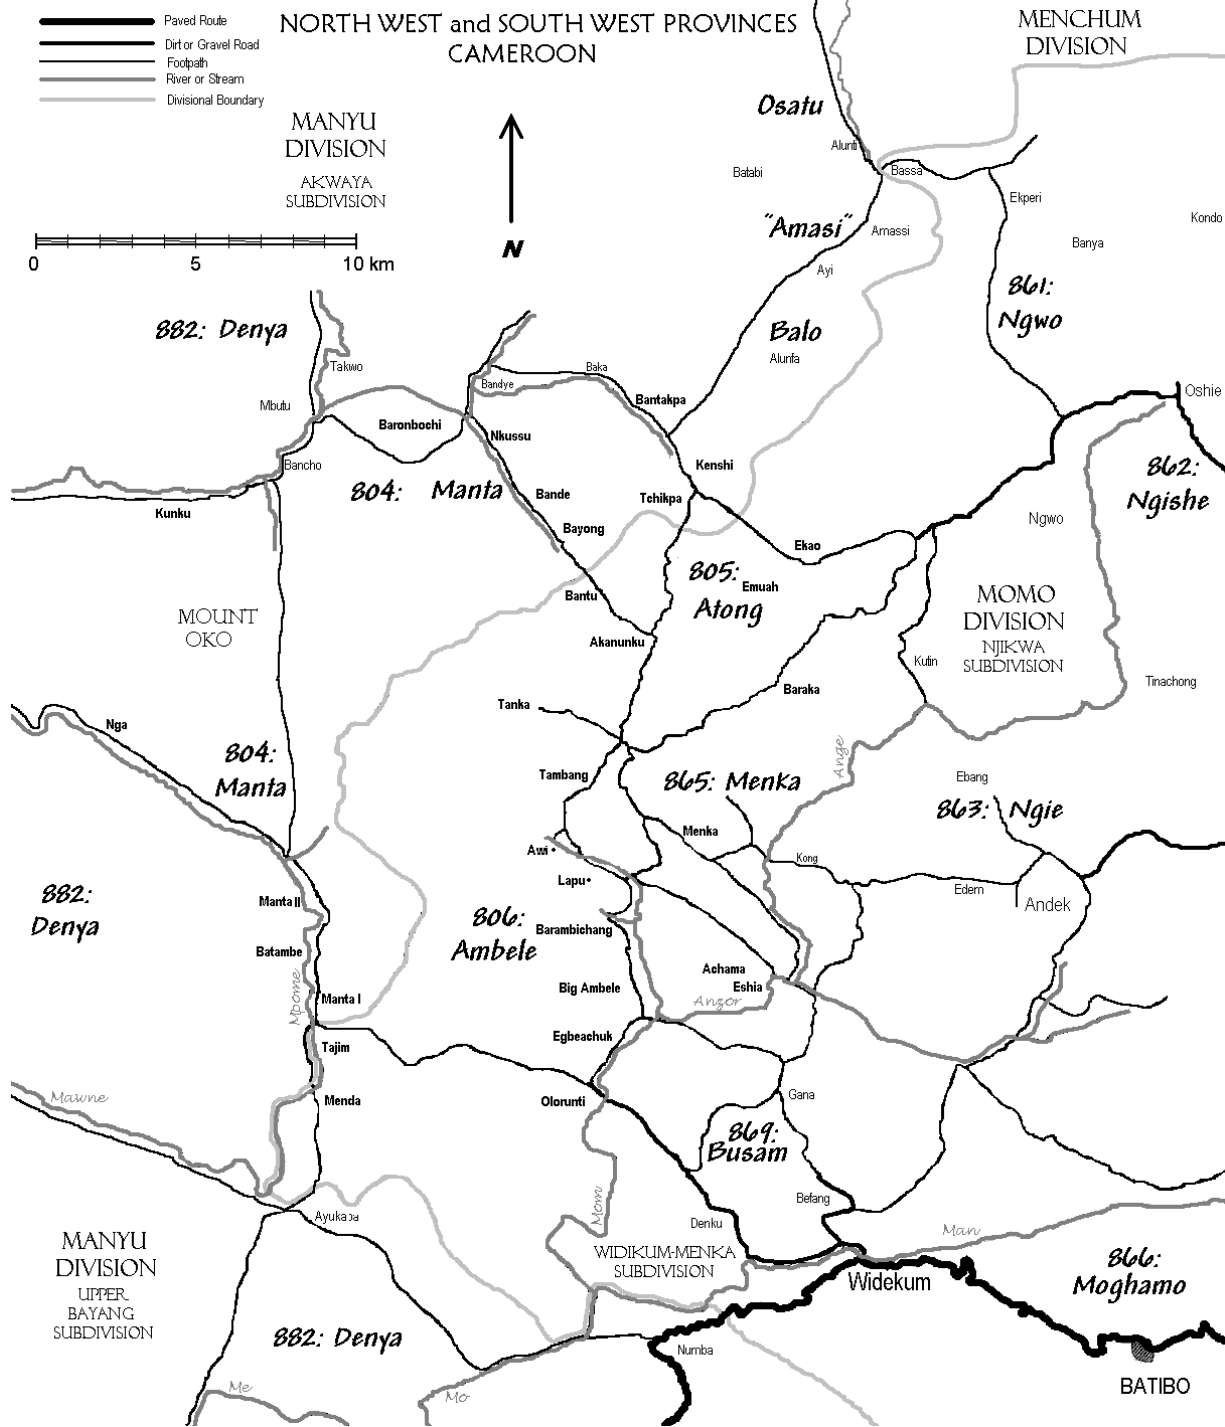 Paved Route
Dirt or Gravel Road
Footpath
River or Stream
Divisional Boundary
NORTH WEST and SOUTH WEST PROVINCES
CAMEROON
MENCHUM
DIVISION
MANYU
DIVISION
AKWAYA
SUBDIVISION
N
0 5 10 km
Osatu
Alunti
Bassa
Batabi
Ekperi
Kondo
"Amasi"
Amassi
Banya
Ayi
861:
Ngwo
882: Denya
Balo
Alunfa
Takwo
Mbutu
Bandye
Baka
Bantakpa
Oshie
Baronbochi
Nkussu
Bancho
Kenshi
862:
Ngishe
804: Manta
Bande
Tchikpa
Kunku
Bayong
Ngwo
Ekao
805:
Atong
Emuah
Bantu
MOMO
DIVISION
NJIKWA
SUBDIVISION
MOUNT
OKO
Akanunku
Kutin
Tinachong
Baraka
Tanka
Nga
804:
Manta
Ange
Tambang
865: Menka
Ebang
863: Ngie
Menka
Awi
Kong
Lapu
Edem
Andek
882:
Denya
Manta II
806:
Ambele
Barambichang
Batambe
Achama
Eshia
Big Ambele
Anzor
Mpome
Manta I
Egbeachuk
Tajim
Mawne
Menda
Olorunti
Gana
869:
Busam
Befang
Mom
Denku
Man
Ayukaba
MANYU
DIVISION
UPPER
BAYANG
SUBDIVISION
WIDIKUM-MENKA
SUBDIVISION
866:
Moghamo
Widekum
882: Denya
Numba
Me
Mo
BATIBO